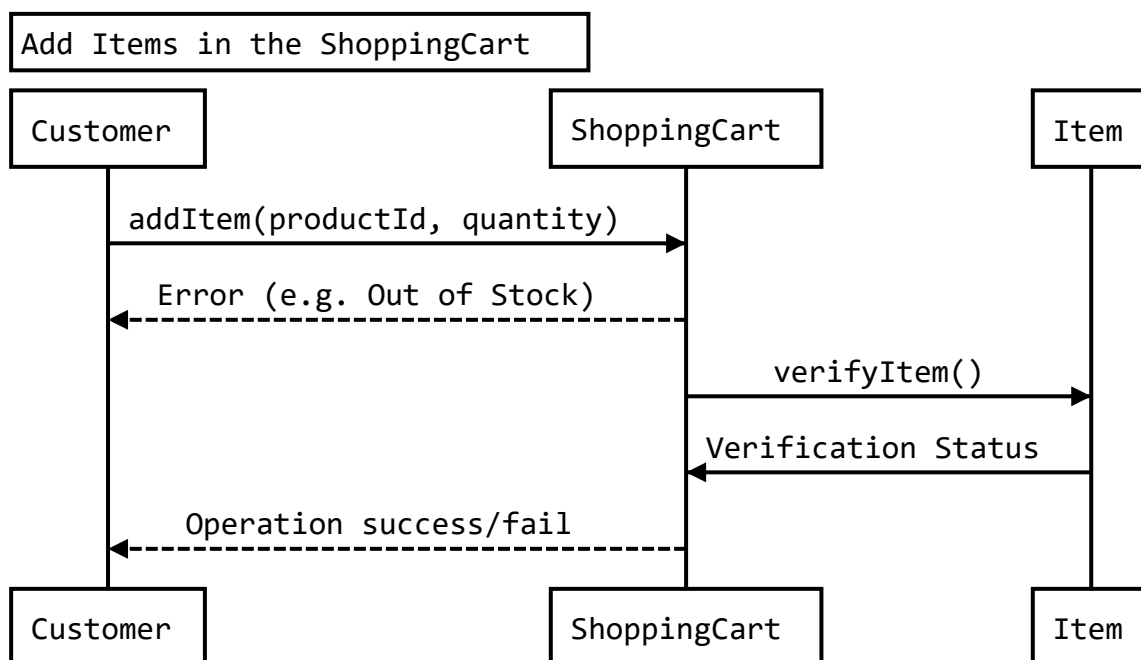 Add Items in the ShoppingCart
Customer
ShoppingCart
Item
addItem(productId, quantity)
Error (e.g. Out of Stock)
verifyItem()
Verification Status
Operation success/fail
Customer
ShoppingCart
Item